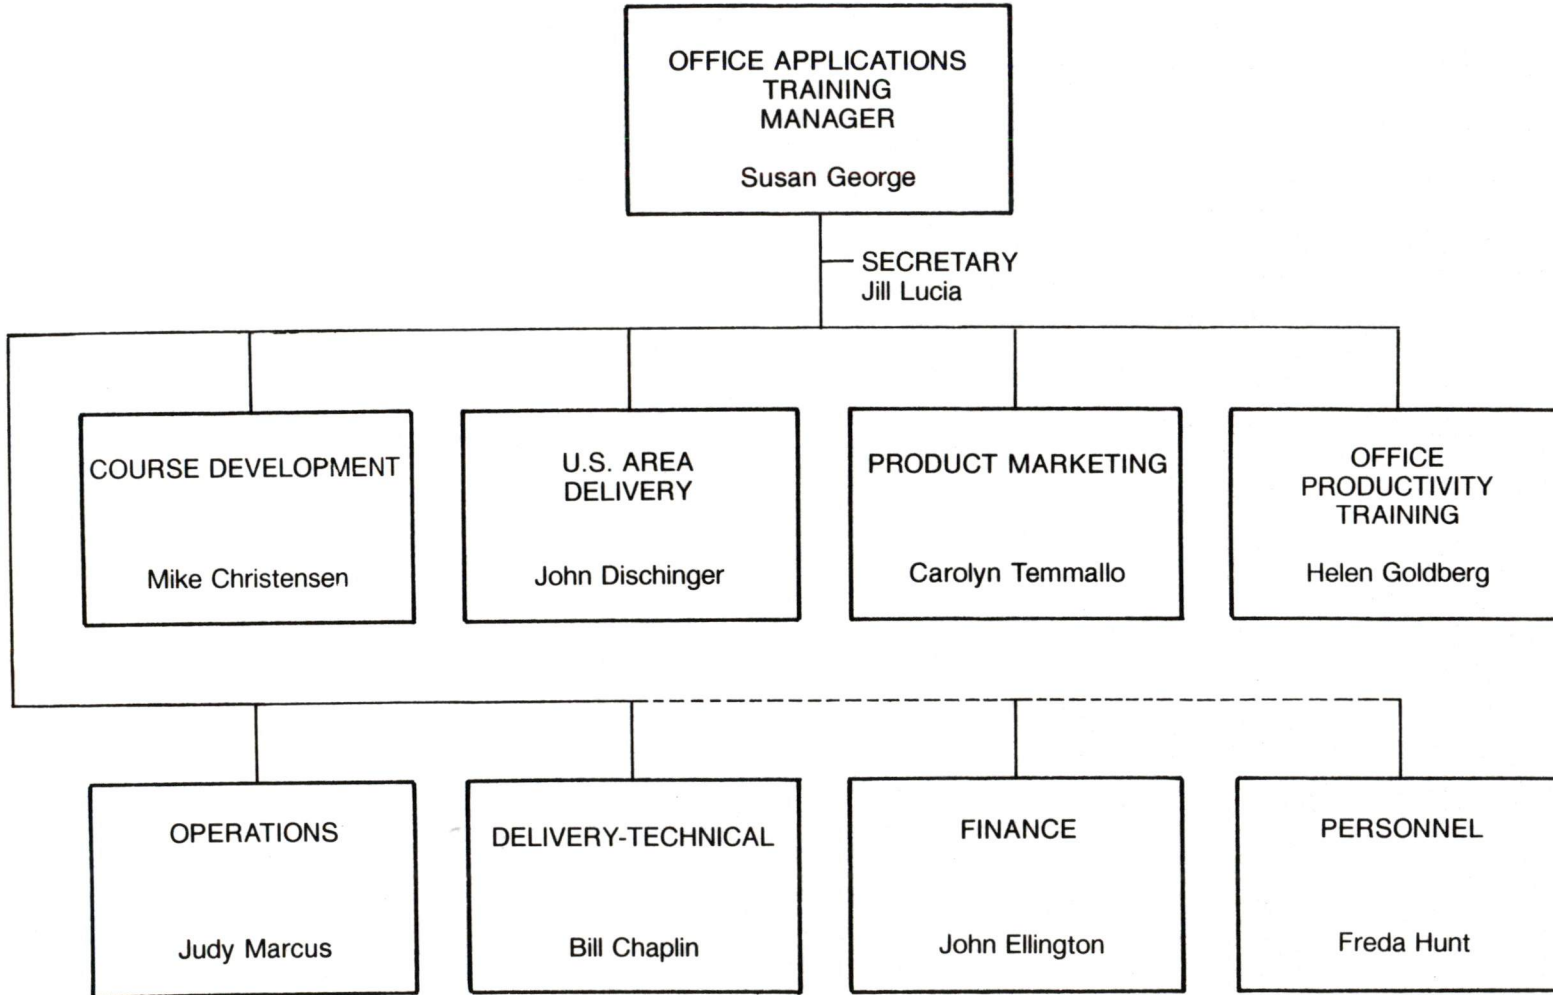 OFFICE APPLICATIONS
TRAINING
MANAGER
Susan George
SECRETARY
Jill Lucia
COURSE DEVELOPMENT
Mike Christensen
U.S. AREA
DELIVERY
John Dischinger
PRODUCT MARKETING
Carolyn Temmallo
OFFICE
PRODUCTIVITY
TRAINING
Helen Goldberg
OPERATIONS
Judy Marcus
DELIVERY-TECHNICAL
Bill Chaplin
FINANCE
John Ellington
PERSONNEL
Freda Hunt